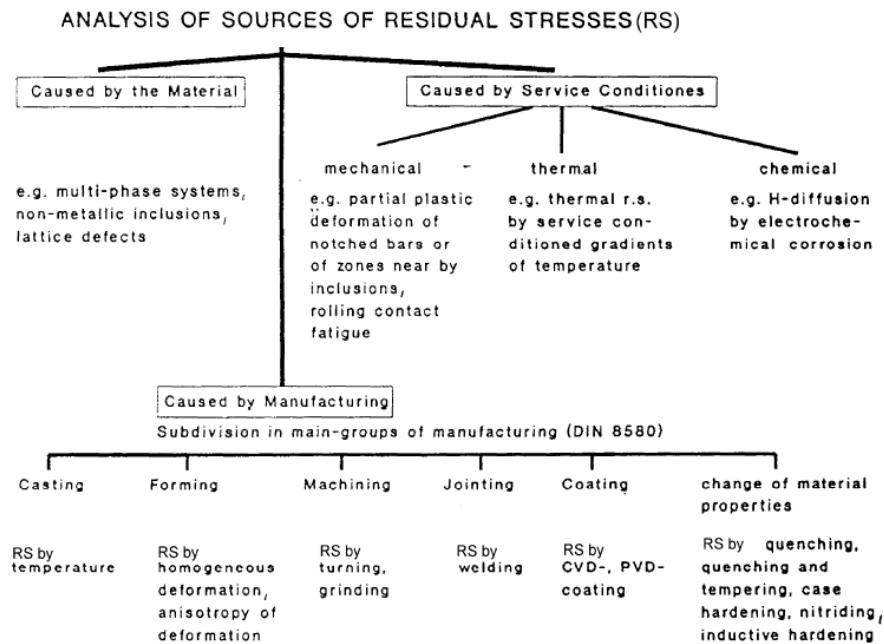 ANALYSIS OF SOURCES OF RESIDUAL STRESSES(RS)
Caused by the Material
Caused by Service Conditiones
e.g. multi-phase systems,
non-metallic inclusions,
lattice defects
mechanical -
e.g. partial plastic
deformation of
notched bars or
of zones near by
inclusions,
rolling contact
fatigue
thermal
e.g. thermal r.s.
by service con-
ditioned gradients
of temperature
chemical
e.g. H-diffusion
by electroche-
mical corrosion
Caused by Manufacturing
Subdivision in main-groups of manufacturing (DIN 8580)
Casting
RS by
temperature
Forming
RS by
homogeneous
deformation,
anisotropy of
deformation
Machining
RS by
turning,
grinding
Jointing
RS by
welding
Coating
RS by
CVD-, PVD-
coating
change of material
properties
RS by quenching,
quenching and
tempering, case
hardening, nitriding,
inductive hardening